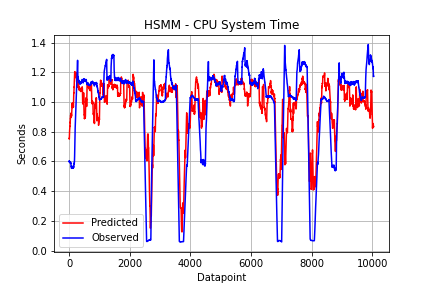 HSMM - CPU System Time
1.4
1.2
1.0
0.8
0.6
0.4
0.2
0.0
Seconds
Predicted
Observed
0 2000 4000 6000 8000 10000
Datapoint